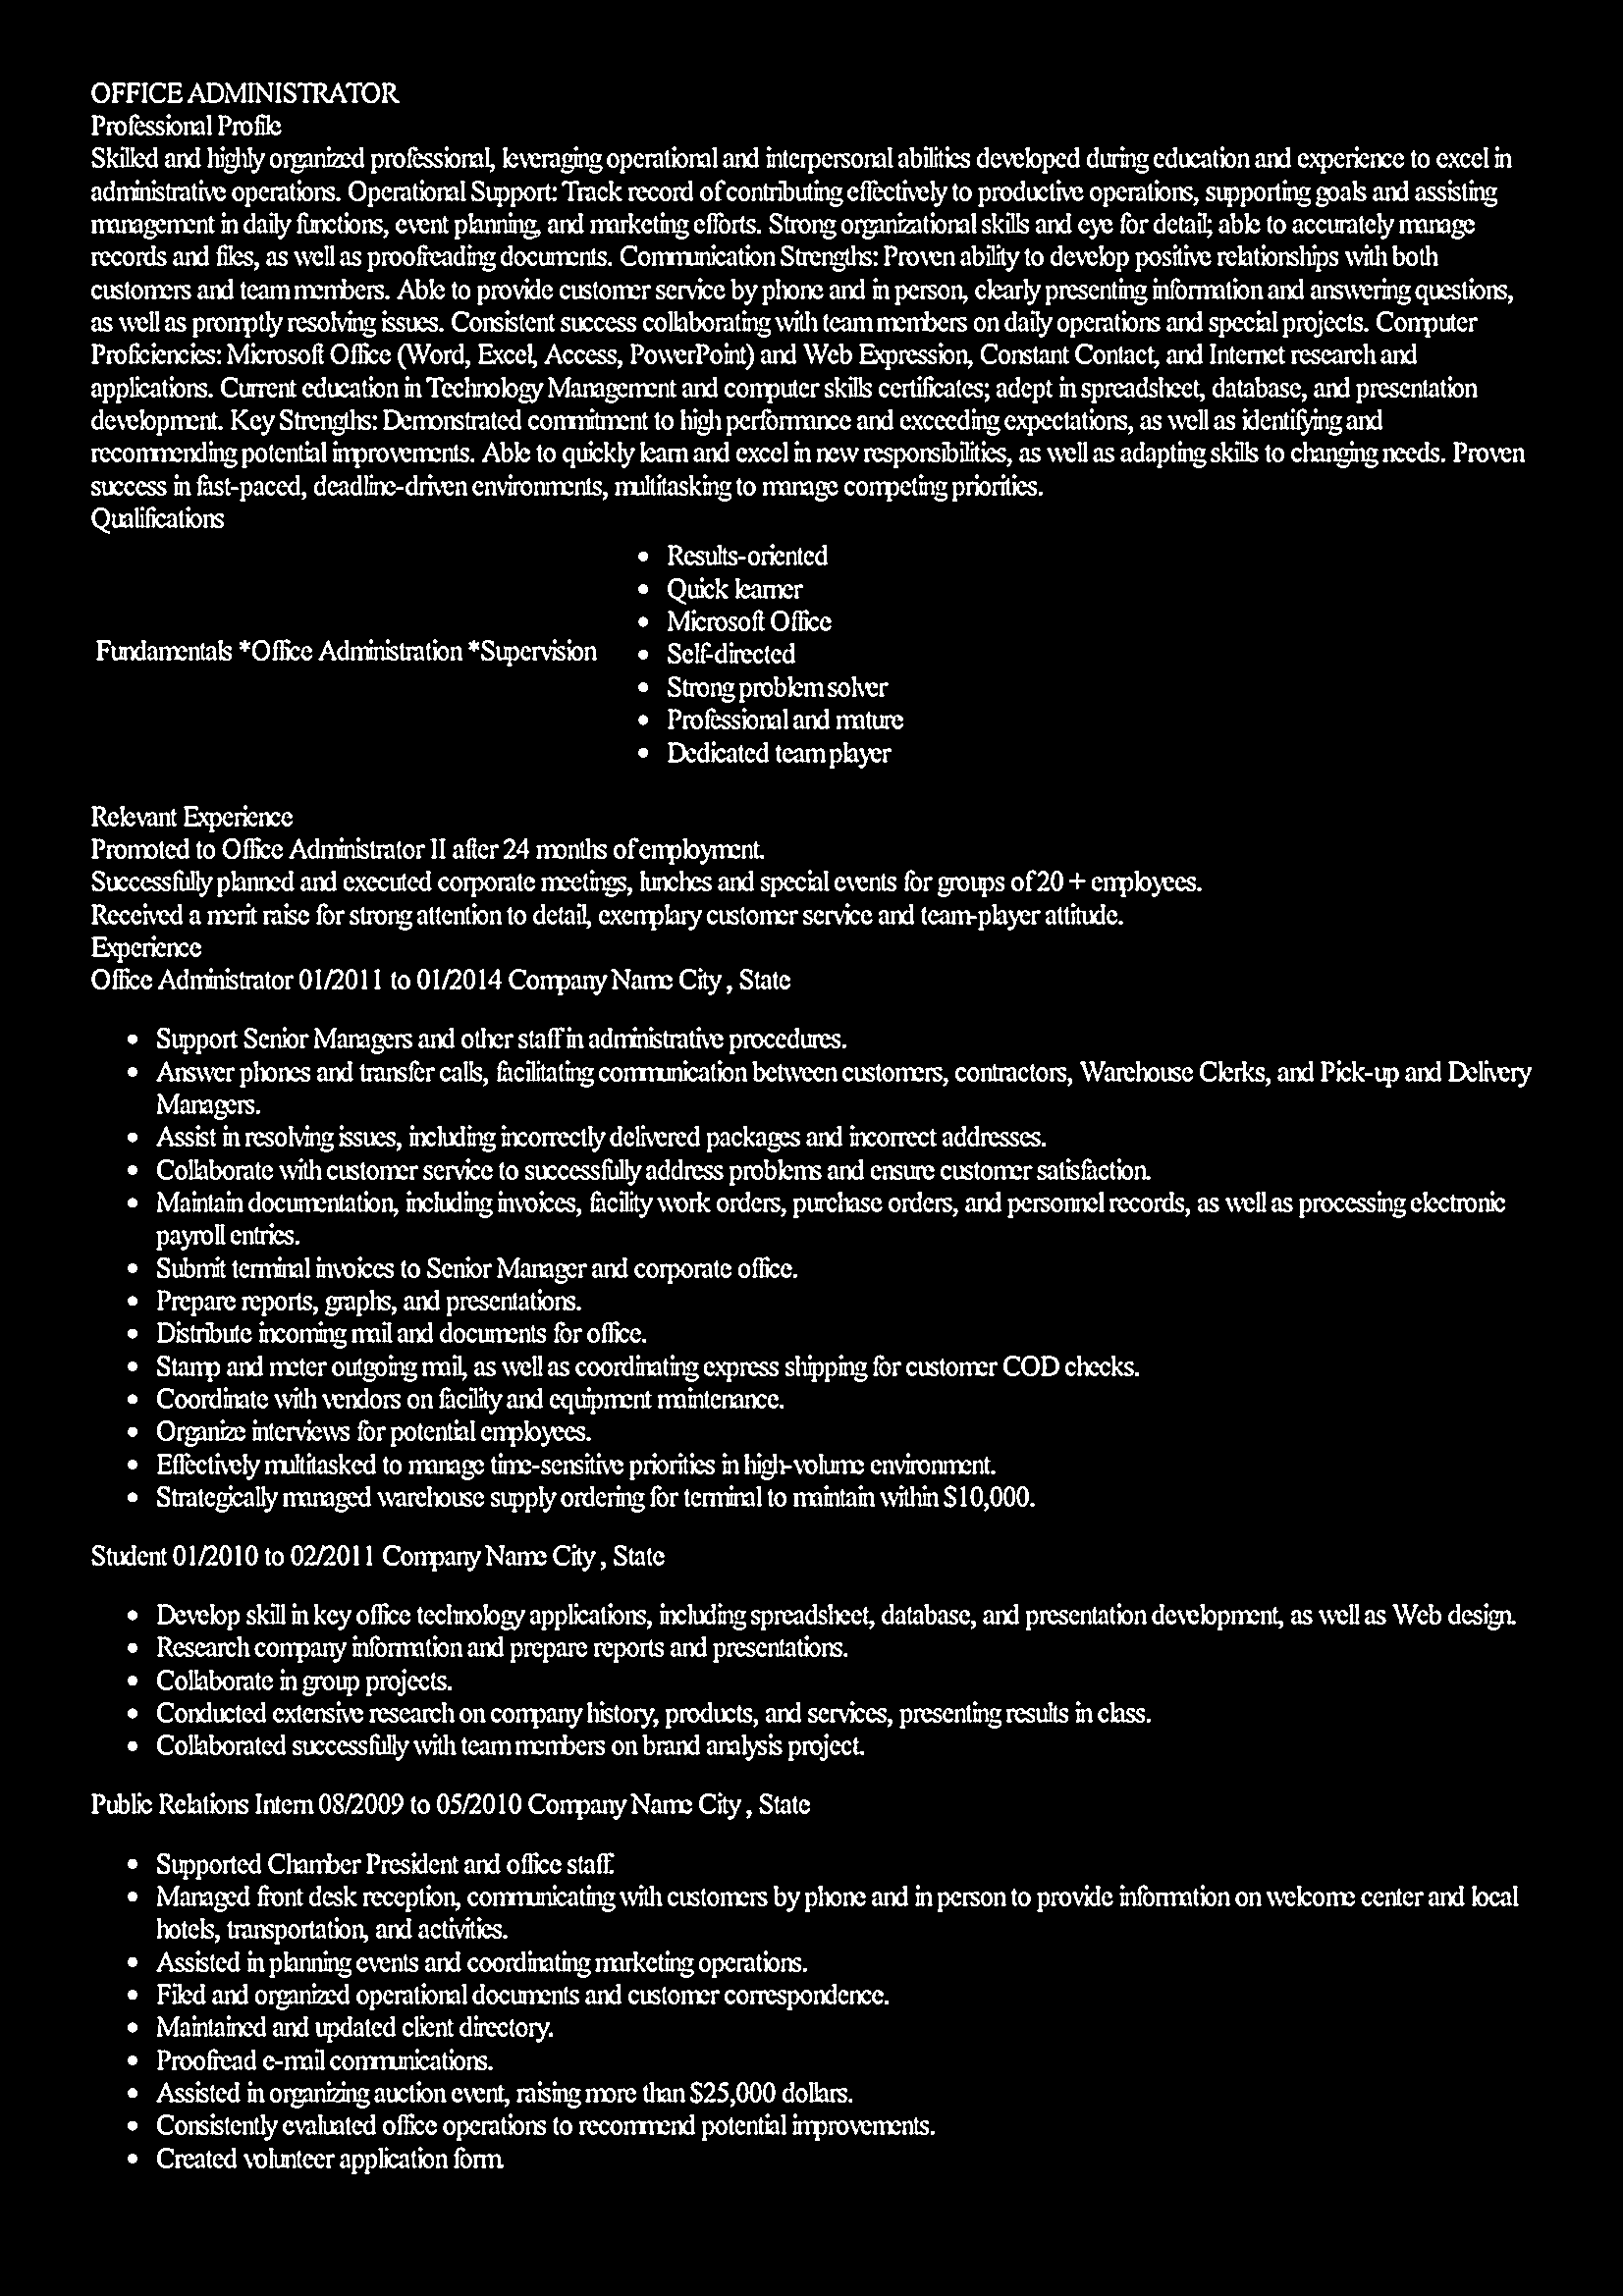 OFFICE ADMINISTRATOR
Professional Profile
Skilled and highly organized professional, leveraging operational and interpersonal abilities developed during education and experience to excel in
administrative operations. Operational Support: Track record of contributing effectively to productive operations, supporting goals and assisting
management in daily functions, event planning, and marketing efforts. Strong organizational skills and eye for detail; able to accurately manage
records and files, as well as proofreading documents. Communication Strengths: Proven ability to develop positive relationships with both
customers and team members. Able to provide customer service by phone and in person, clearly presenting information and answering questions,
as well as promptly resolving issues. Consistent success collaborating with team members on daily operations and special projects. Computer
Proficiencies: Microsoft Office (Word, Excel, Access, PowerPoint) and Web Expression, Constant Contact, and Internet research and
applications. Current education in Technology Management and computer skills certificates; adept in spreadsheet, database, and presentation
development. Key Strengths: Demonstrated commitment to high performance and exceeding expectations, as well as identifying and
recommending potential improvements. Able to quickly learn and excel in new responsibilities, as well as adapting skills to changing needs. Proven
success in fast-paced, deadline-driven environments, multitasking to manage competing priorities.
Qualifications
Fundamentals *Office Administration *Supervision
• Results-oriented
• Quick learner
• Microsoft Office
• Self-directed
• Strong problem solver
• Professional and mature
• Dedicated team player
Relevant Experience
Promoted to Office Administrator II after 24 months of employment.
Successfully planned and executed corporate meetings, lunches and special events for groups of 20 + employees.
Received a merit raise for strong attention to detail, exemplary customer service and team-player attitude.
Experience
Office Administrator 01/2011 to 01/2014 Company Name City , State
• Support Senior Managers and other staff in administrative procedures.
• Answer phones and transfer calls, facilitating communication between customers, contractors, Warehouse Clerks, and Pick-up and Delivery
Managers.
• Assist in resolving issues, including incorrectly delivered packages and incorrect addresses.
• Collaborate with customer service to successfully address problems and ensure customer satisfaction.
• Maintain documentation, including invoices, facility work orders, purchase orders, and personnel records, as well as processing electronic
payroll entries.
• Submit terminal invoices to Senior Manager and corporate office.
• Prepare reports, graphs, and presentations.
• Distribute incoming mail and documents for office.
• Stamp and meter outgoing mail, as well as coordinating express shipping for customer COD checks.
• Coordinate with vendors on facility and equipment maintenance.
• Organize interviews for potential employees.
• Effectively multitasked to manage time-sensitive priorities in high-volume environment.
• Strategically managed warehouse supply ordering for terminal to maintain within $10,000.
Student 01/2010 to 02/2011 Company Name City , State
• Develop skill in key office technology applications, including spreadsheet, database, and presentation development, as well as Web design.
• Research company information and prepare reports and presentations.
• Collaborate in group projects.
• Conducted extensive research on company history, products, and services, presenting results in class.
• Collaborated successfully with team members on brand analysis project.
Public Relations Intern 08/2009 to 05/2010 Company Name City , State
• Supported Chamber President and office staff.
• Managed front desk reception, communicating with customers by phone and in person to provide information on welcome center and local
hotels, transportation, and activities.
• Assisted in planning events and coordinating marketing operations.
• Filed and organized operational documents and customer correspondence.
• Maintained and updated client directory.
• Proofread e-mail communications.
• Assisted in organizing auction event, raising more than $25,000 dollars.
• Consistently evaluated office operations to recommend potential improvements.
• Created volunteer application form.